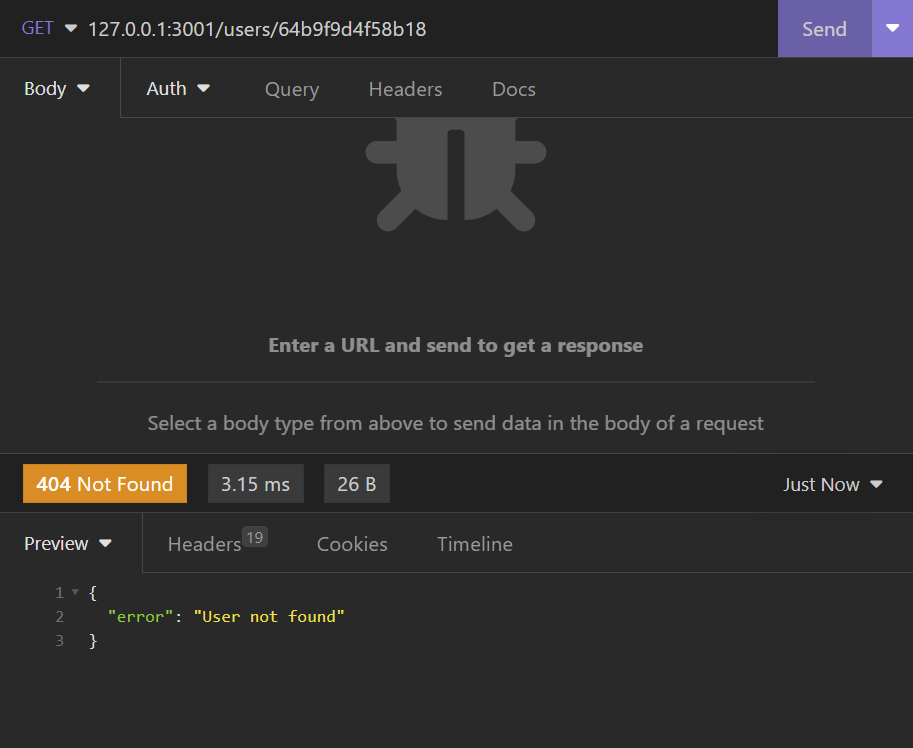 GET 127.0.0.1:3001/users/64b9f9d4f58b18 Send
Body Auth Query Headers Docs
Enter a URL and send to get a response
Select a body type from above to send data in the body of a request
404 Not Found 3.15 ms 26 B Just Now
Preview Headers 19 Cookies Timeline
1 {
2 "error": "User not found"
3 }